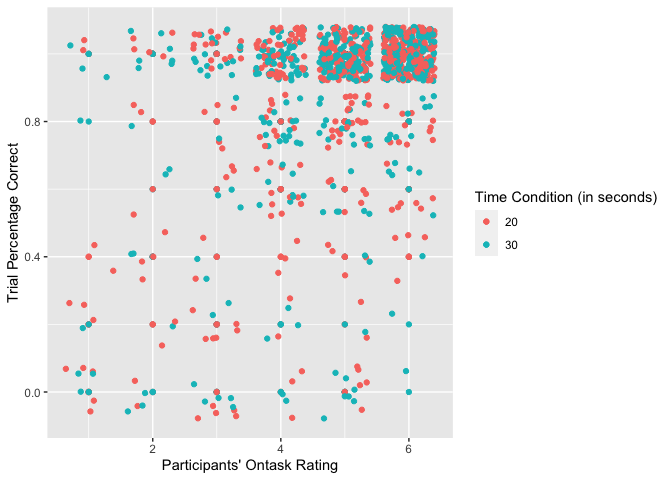 0.8
0.4
0.0
Trial Percentage Correct
2
4
6
Participants' Ontask Rating
Time Condition (in seconds)
20
30